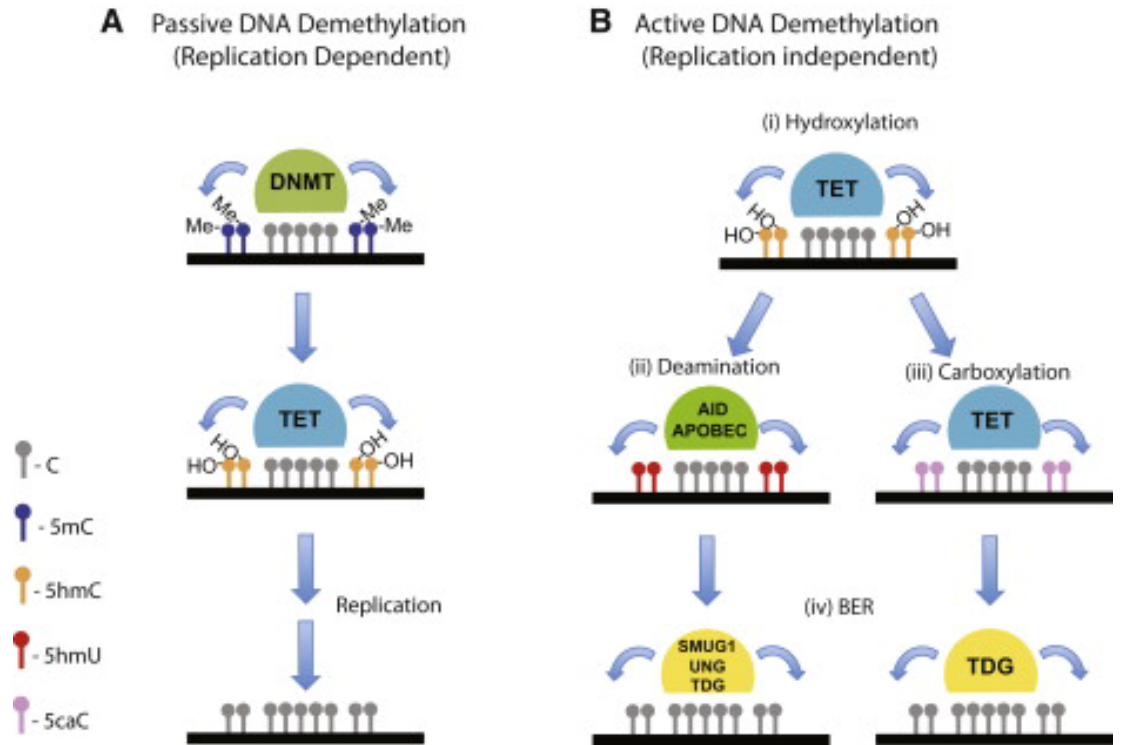 A Passive DNA Demethylation
(Replication Dependent)
DNMT
Me-
Me-
-Me
-Me
TET
HO
HO
OH
-OH
Replication
- C
- 5mC
- 5hmC
- 5hmU
- 5caC
B Active DNA Demethylation
(Replication independent)
(i) Hydroxylation
TET
HO
HO
OH
-OH
(ii) Deamination
AID
APOBEC
(iii) Carboxylation
TET
(iv) BER
SMUG1
UNG
TDG
TDG